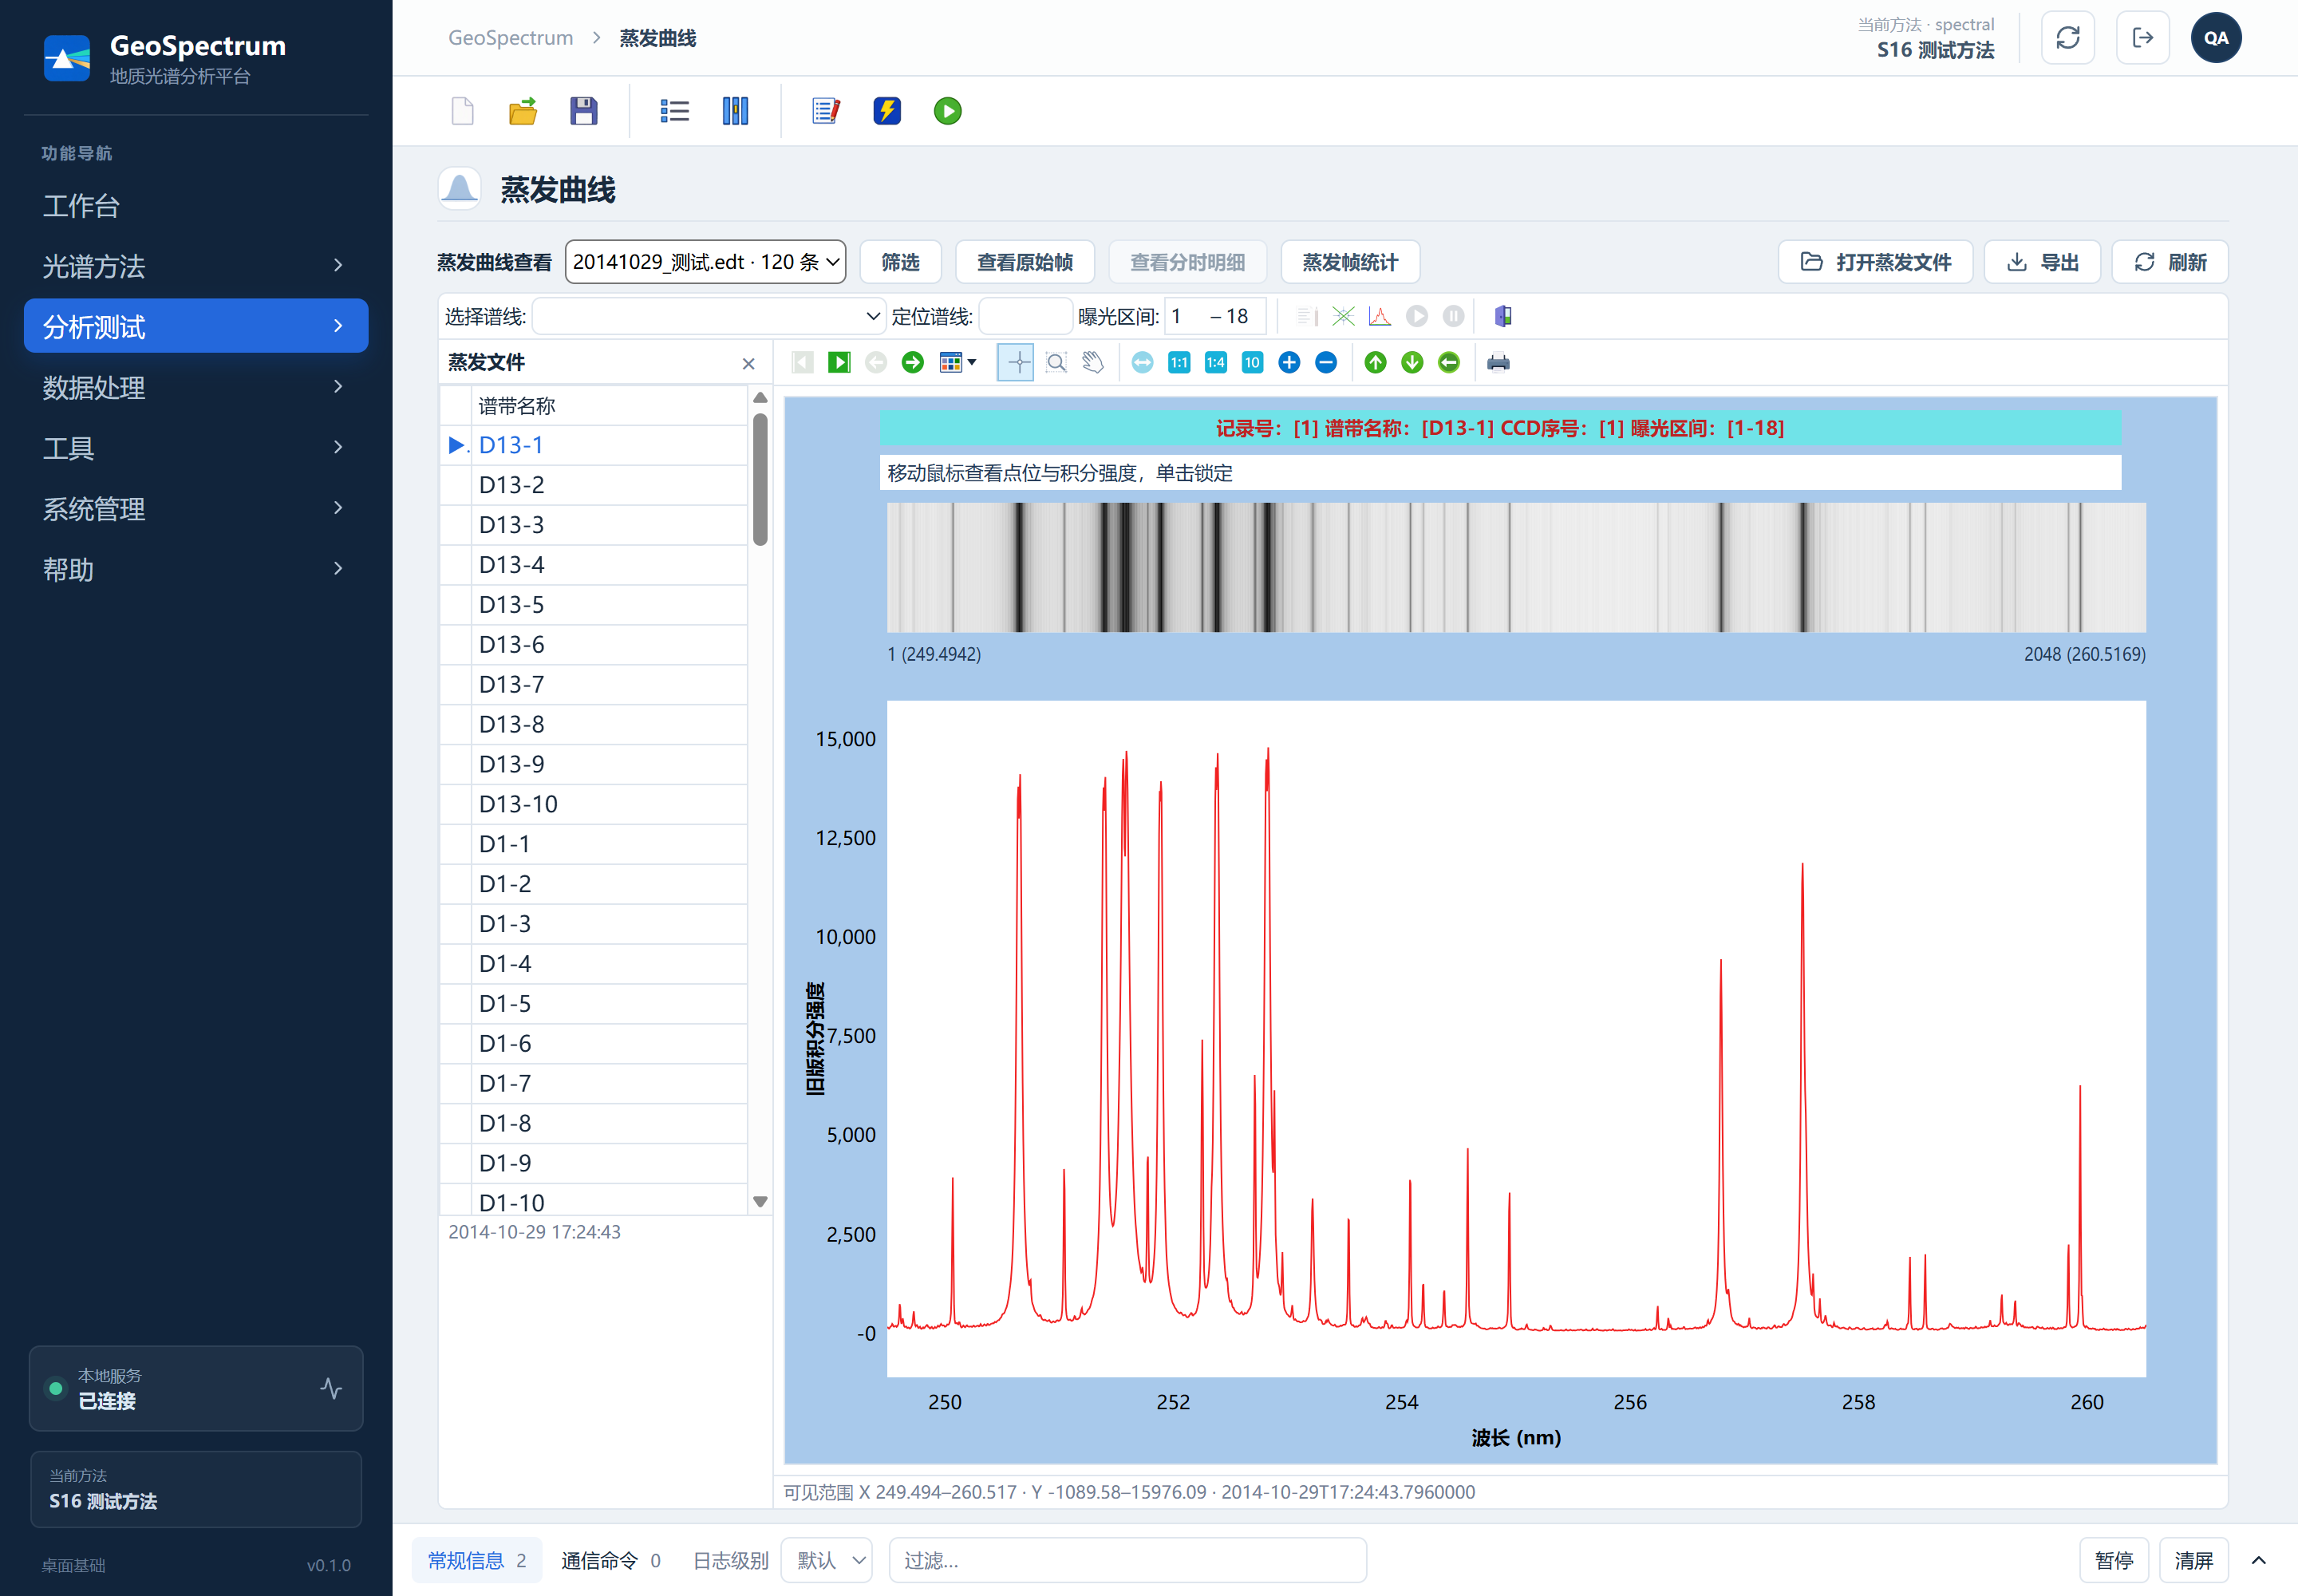 GeoSpectrum
地质光谱分析平台
功能导航
工作台
光谱方法
分析测试
数据处理
工具
系统管理
帮助
本地服务
已连接
当前方法
S16 测试方法
桌面基础 v0.1.0
GeoSpectrum > 蒸发曲线
当前方法 · spectral
S16 测试方法
QA
蒸发曲线
蒸发曲线查看 20141029_测试.edt · 120 条 筛选 查看原始帧 查看分时明细 蒸发帧统计 打开蒸发文件 导出 刷新
选择谱线: 定位谱线: 曝光区间: 1 – 18
蒸发文件
1:1 1:4 10
谱带名称
D13-1
D13-2
D13-3
D13-4
D13-5
D13-6
D13-7
D13-8
D13-9
D13-10
D1-1
D1-2
D1-3
D1-4
D1-5
D1-6
D1-7
D1-8
D1-9
D1-10
2014-10-29 17:24:43
记录号：[1] 谱带名称：[D13-1] CCD序号：[1] 曝光区间：[1-18]
移动鼠标查看点位与积分强度，单击锁定
1 (249.4942) 2048 (260.5169)
15,000
12,500
10,000
7,500
5,000
2,500
-0
旧版积分强度
250 252 254 256 258 260
波长 (nm)
可见范围 X 249.494–260.517 · Y -1089.58–15976.09 · 2014-10-29T17:24:43.7960000
常规信息 2 通信命令 0 日志级别 默认 过滤... 暂停 清屏